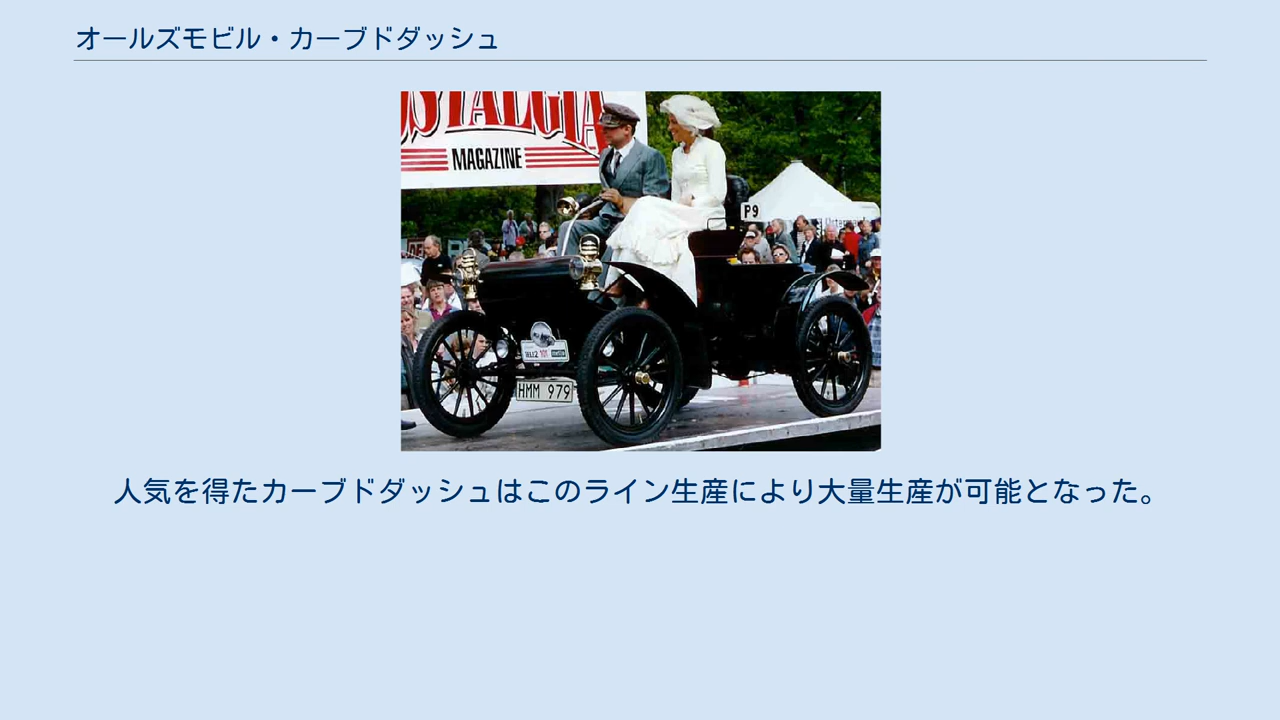 オールズモビル・カーブドダッシュ
STALGIA
MAGAZINE
P9
TELE2
HMM 979
人気を得たカーブドダッシュはこのライン生産により大量生産が可能となった。